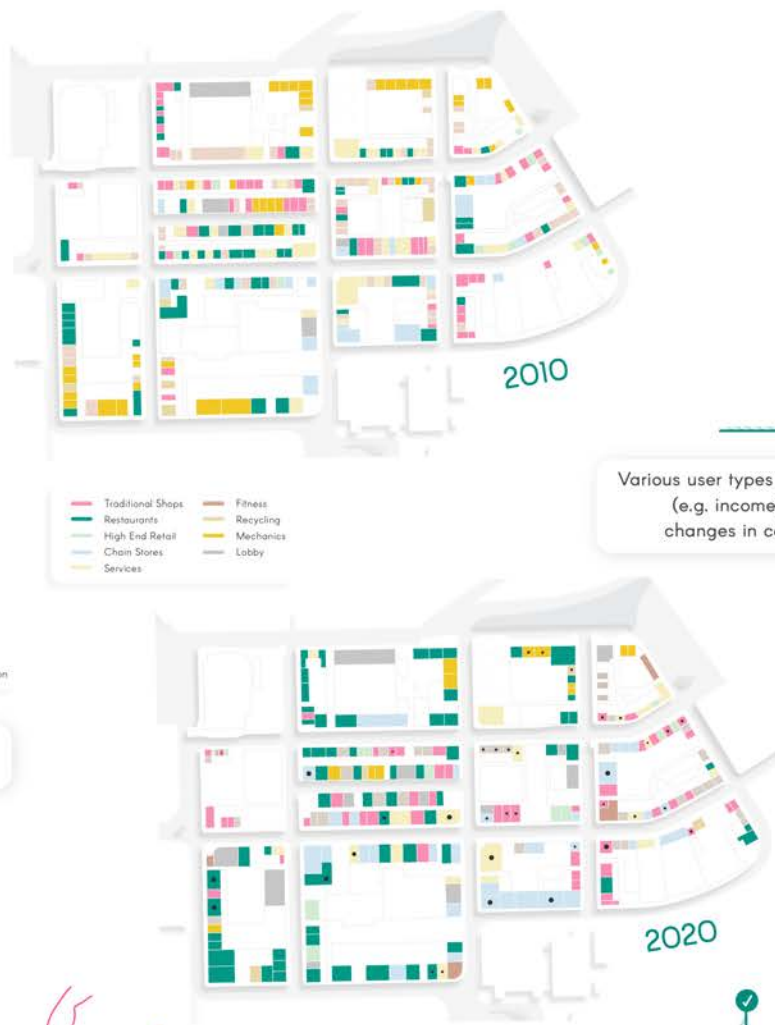 2010
Various user types
(e.g. income
changes in c
Traditional Shops
Restaurants
High End Retail
Chain Stores
Services
Fitness
Recycling
Mechanics
Lobby
on
2020